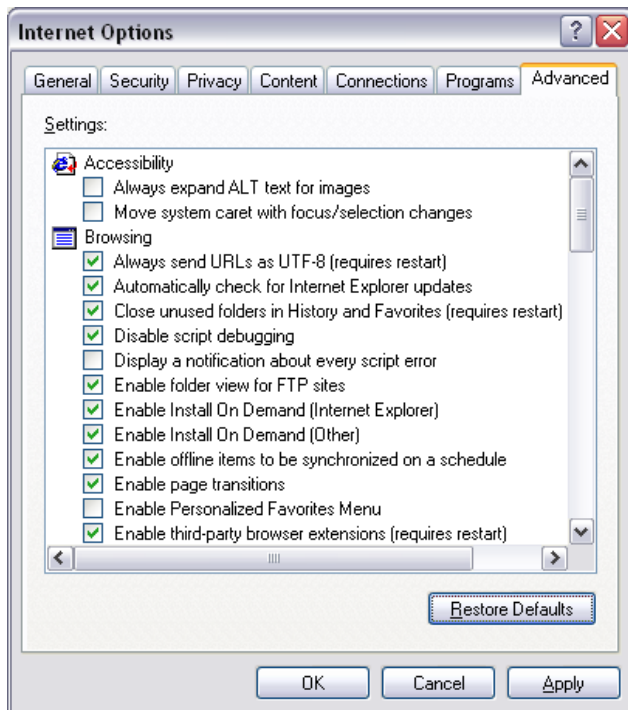 Internet Options
General Security Privacy Content Connections Programs Advanced
Settings:
Accessibility
Always expand ALT text for images
Move system caret with focus/selection changes
Browsing
Always send URLs as UTF-8 (requires restart)
Automatically check for Internet Explorer updates
Close unused folders in History and Favorites (requires restart)
Disable script debugging
Display a notification about every script error
Enable folder view for FTP sites
Enable Install On Demand (Internet Explorer)
Enable Install On Demand (Other)
Enable offline items to be synchronized on a schedule
Enable page transitions
Enable Personalized Favorites Menu
Enable third-party browser extensions (requires restart)
Restore Defaults
OK Cancel Apply